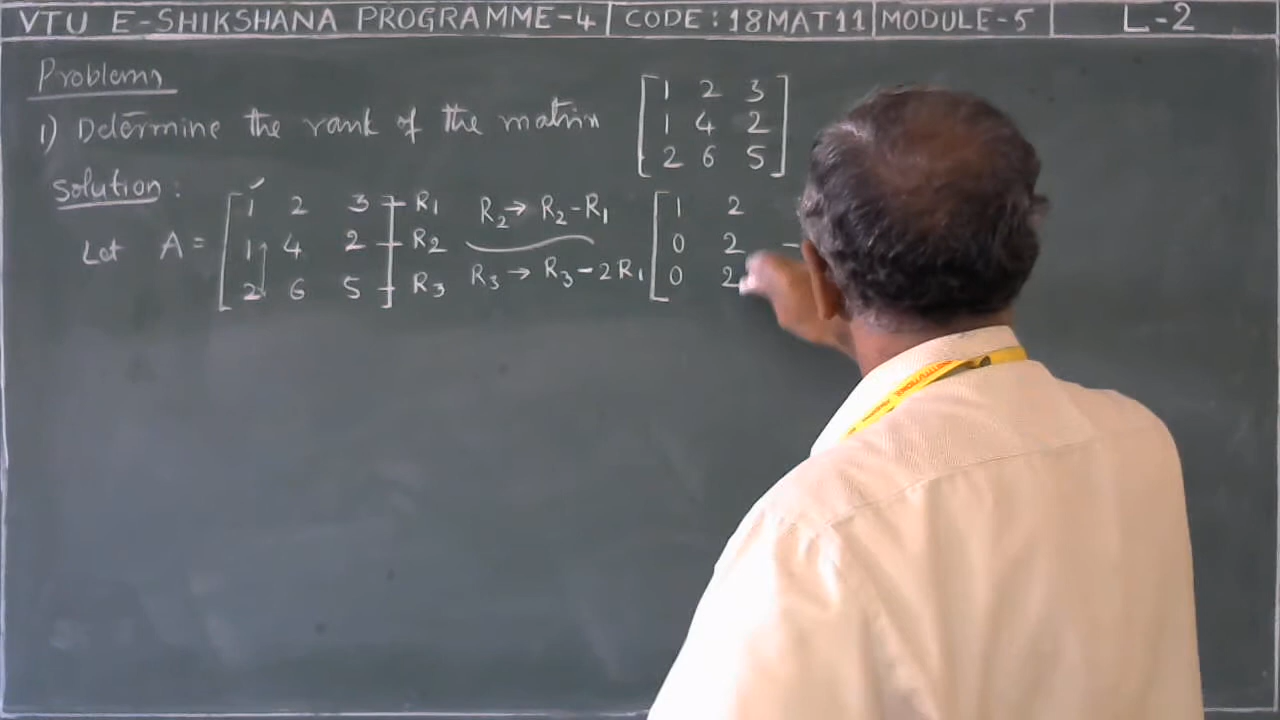 VTU E-SHIKSHANA PROGRAMME-4 | CODE: 18MAT11 | MODULE-5 | L-2
Problems
1) Determine the rank of the matrix [1 2 3
1 4 2
2 6 5]
Solution:
Let A = [1 2 3] R1 R2→ R2-R1 [1 2
1 4 2 R2 0 2 -
2 6 5 R3 R3 → R3-2R1 0 2